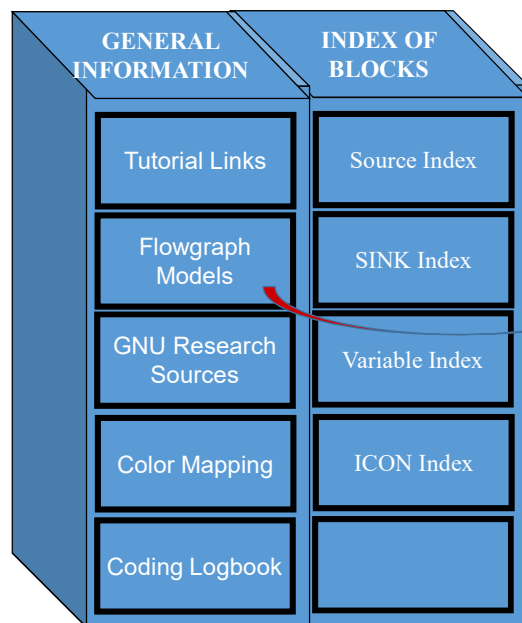 GENERAL
INFORMATION
Tutorial Links
Flowgraph
Models
GNU Research
Sources
Color Mapping
Coding Logbook
INDEX OF
BLOCKS
Source Index
SINK Index
Variable Index
ICON Index